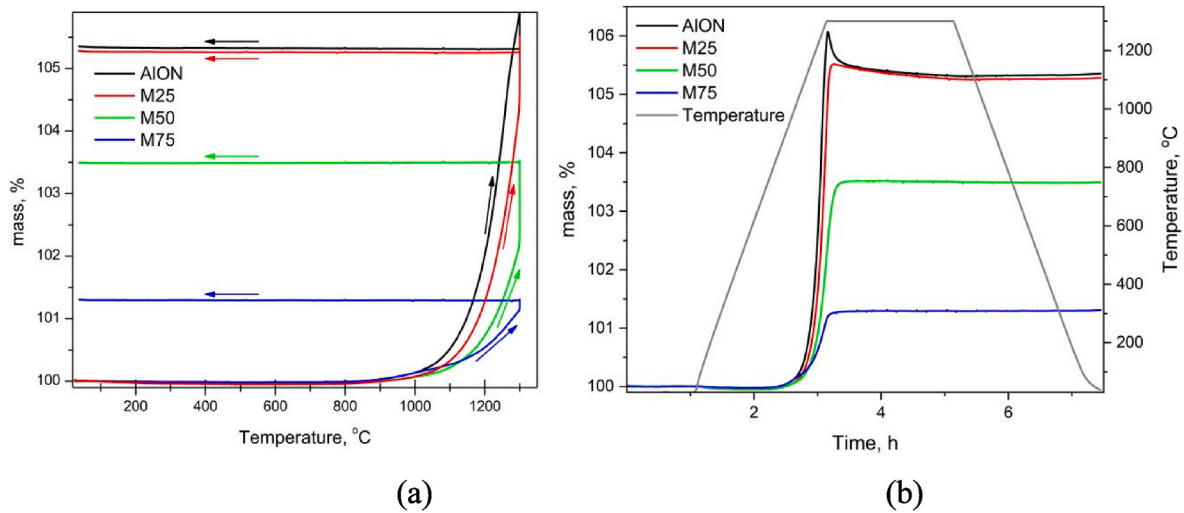 105
104
103
102
101
100
mass, %
AlON
M25
M50
M75
200
400
600
800
1000
1200
Temperature, °C
(a)
106
105
104
103
102
101
100
mass, %
AlON
M25
M50
M75
Temperature
1200
1000
800
600
400
200
Temperature, °C
2
4
6
Time, h
(b)